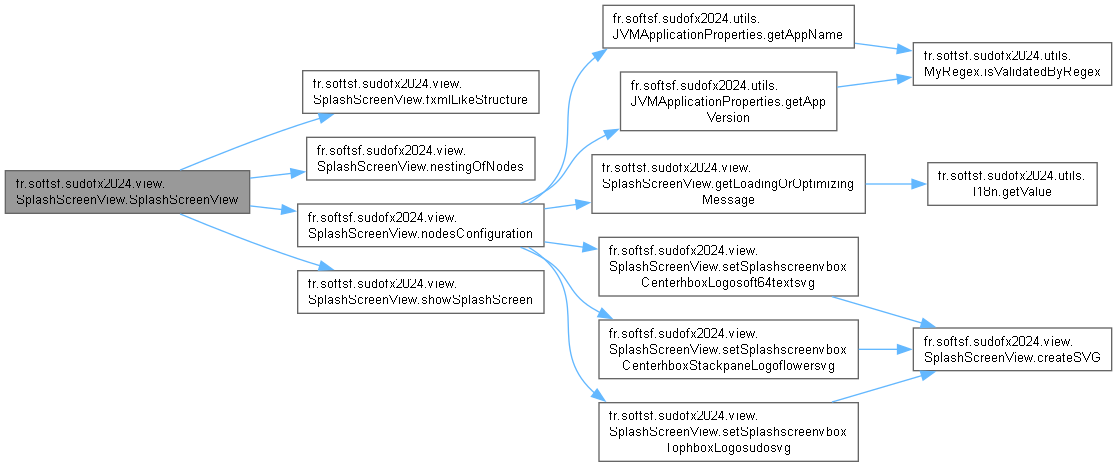 fr.softsf.sudofx2024.view.
SplashScreenView.SplashScreenView
fr.softsf.sudofx2024.view.
SplashScreenView.fxmlLikeStructure
fr.softsf.sudofx2024.view.
SplashScreenView.nestingOfNodes
fr.softsf.sudofx2024.view.
SplashScreenView.nodesConfiguration
fr.softsf.sudofx2024.view.
SplashScreenView.showSplashScreen
fr.softsf.sudofx2024.utils.
JVMApplicationProperties.getAppName
fr.softsf.sudofx2024.utils.
JVMApplicationProperties.getApp
Version
fr.softsf.sudofx2024.view.
SplashScreenView.getLoadingOrOptimizing
Message
fr.softsf.sudofx2024.view.
SplashScreenView.setSplashscreenvbox
CenterhboxLogosoft64textsvg
fr.softsf.sudofx2024.view.
SplashScreenView.setSplashscreenvbox
CenterhboxStackpaneLogoflowersvg
fr.softsf.sudofx2024.view.
SplashScreenView.setSplashscreenvbox
TophboxLogosudosvg
fr.softsf.sudofx2024.utils.
MyRegex.isValidatedByRegex
fr.softsf.sudofx2024.utils.
I18n.getValue
fr.softsf.sudofx2024.view.
SplashScreenView.createSVG